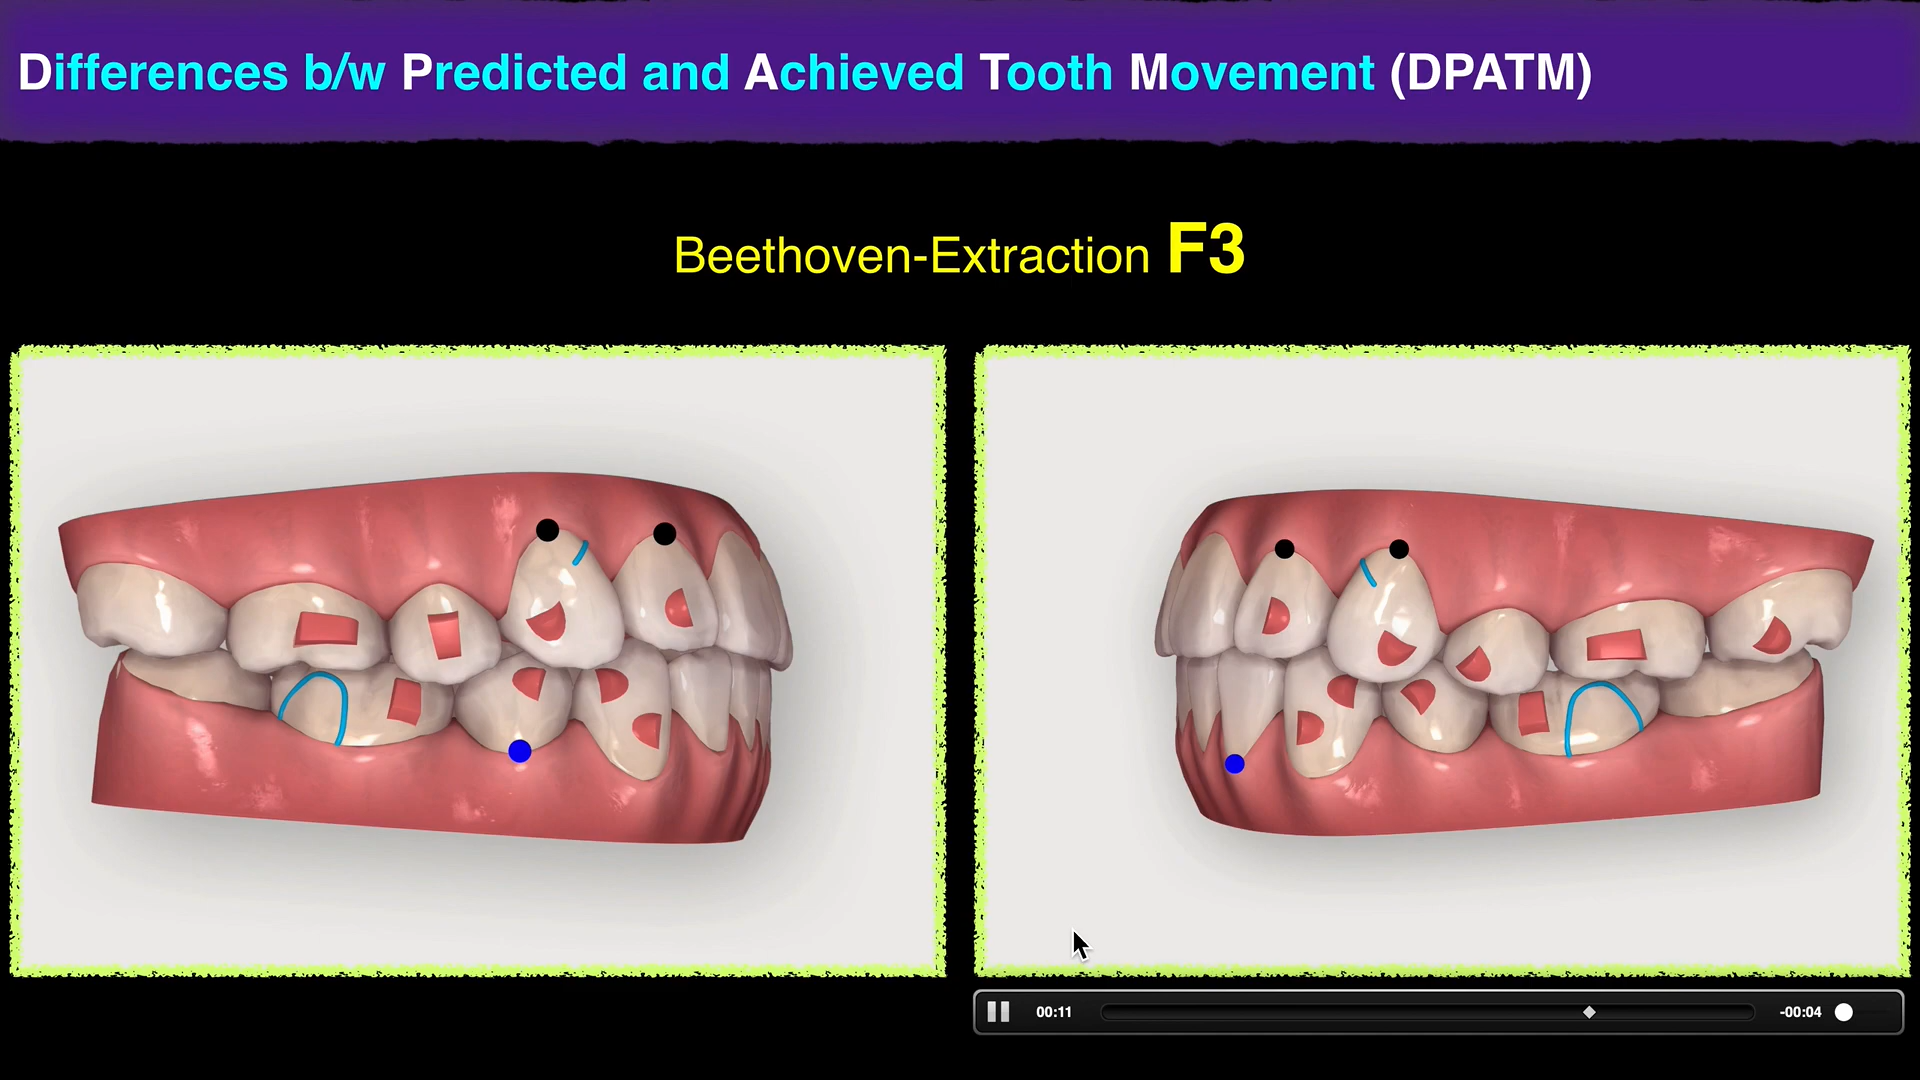 Differences b/w Predicted and Achieved Tooth Movement (DPATM)
Beethoven-Extraction F3
00:11
-00:04